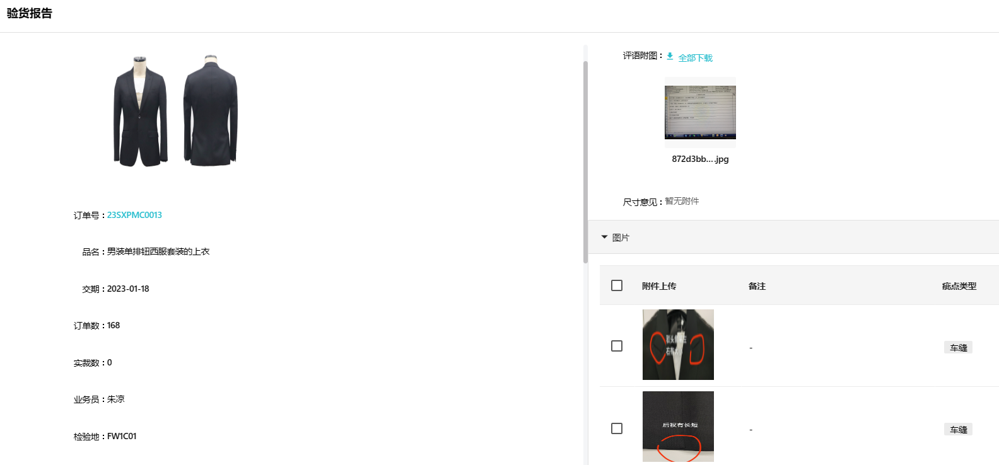 验货报告
订单号：23SXPMC0013
品名：男装单排钮西服套装的上衣
交期：2023-01-18
订单数：168
实裁数：0
业务员：朱凉
检验地：FW1C01
评语附图：全部下载
872d3bb....jpg
尺寸意见：暂无附件
图片
附件上传 备注 疵点类型
- 车缝
后衩有长短
- 车缝